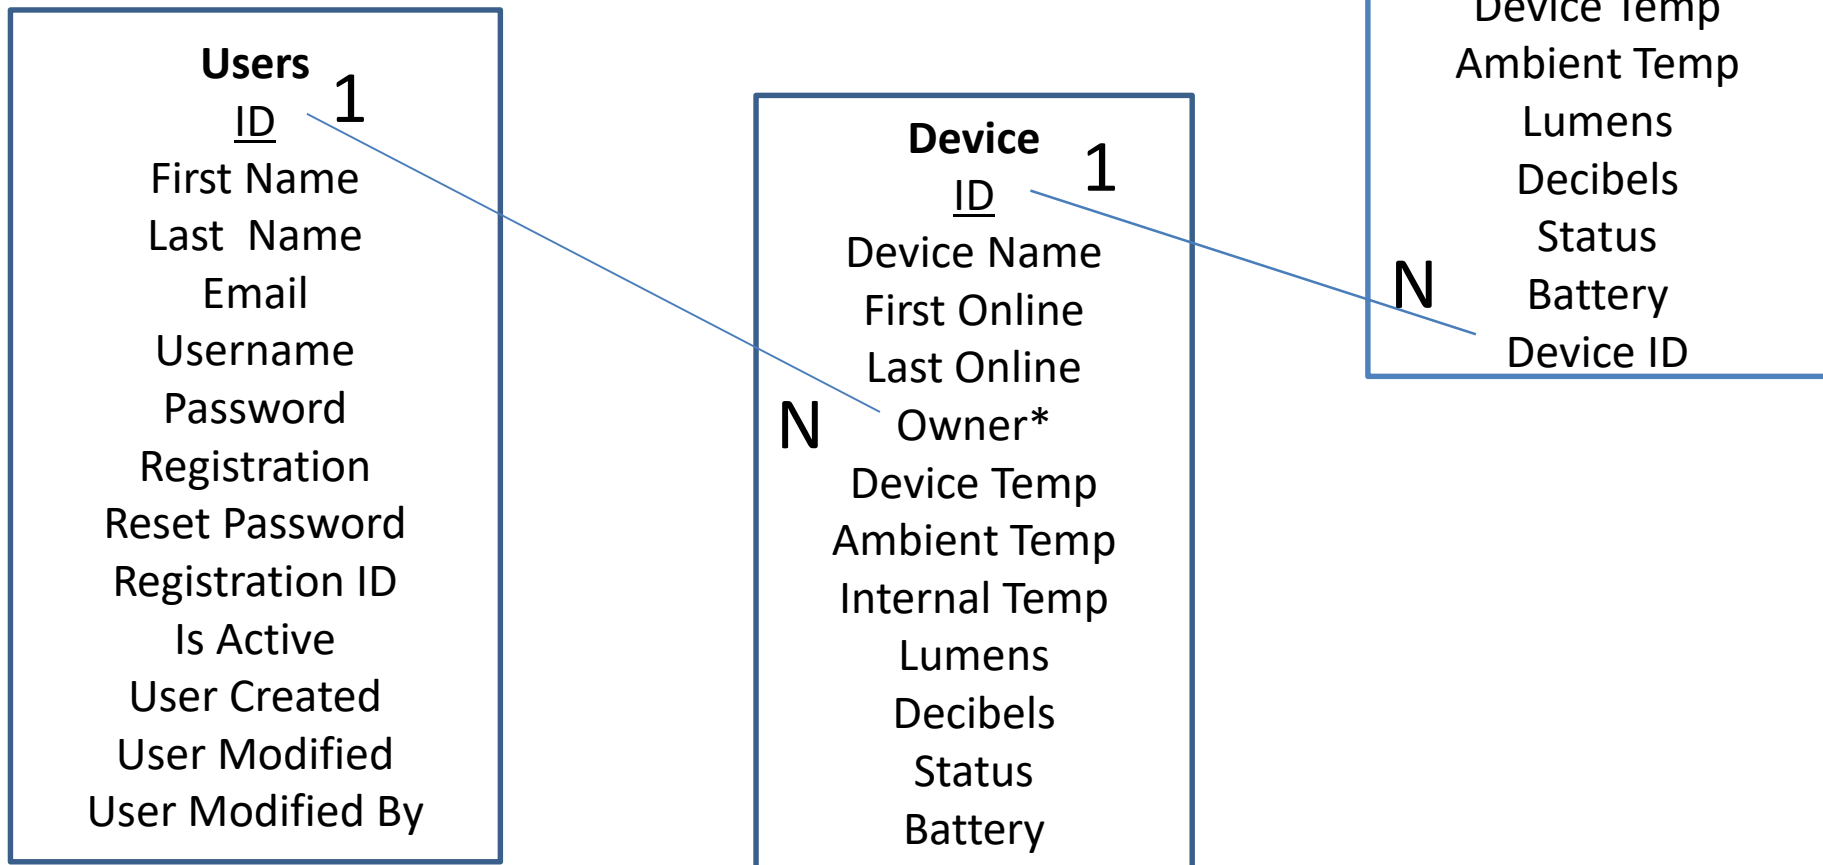 Users
1
ID
First Name
Last  Name
Email
Username
Password
Registration
Reset Password
Registration ID
Is Active
User Created
User Modified
User Modified By
Device
1
ID
Device Name
First Online
Last Online
N
Owner*
Device Temp
Ambient Temp
Internal Temp
Lumens
Decibels
Status
Battery
Device Temp
Ambient Temp
Lumens
Decibels
Status
N
Battery
Device ID